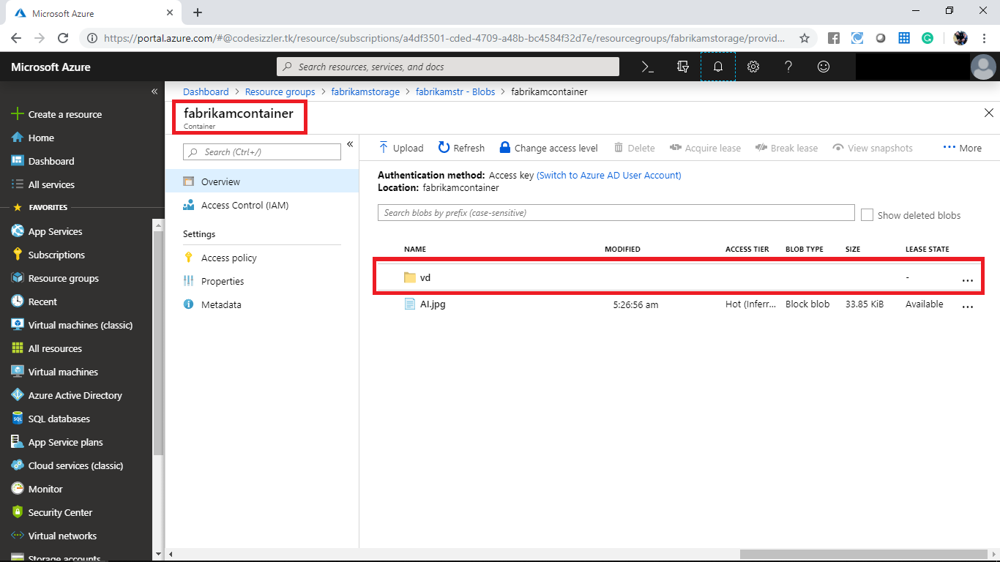 Microsoft Azure
https://portal.azure.com/#@codesizzler.tk/resource/subscriptions/a4df3501-cded-4709-a48b-bc4584f32d7e/resourcegroups/fabrikamstorage/provid...
Microsoft Azure
Search resources, services, and docs
Dashboard > Resource groups > fabrikamstorage > fabrikamstr - Blobs > fabrikamcontainer
fabrikamcontainer
Container
Create a resource
Home
Dashboard
All services
FAVORITES
App Services
Subscriptions
Resource groups
Recent
Virtual machines (classic)
All resources
Virtual machines
Azure Active Directory
SQL databases
App Service plans
Cloud services (classic)
Monitor
Security Center
Virtual networks
Storage accounts
Search (Ctrl+/)
Overview
Access Control (IAM)
Settings
Access policy
Properties
Metadata
Upload Refresh Change access level Delete Acquire lease Break lease View snapshots ... More
Authentication method: Access key (Switch to Azure AD User Account)
Location: fabrikamcontainer
Search blobs by prefix (case-sensitive)
Show deleted blobs
NAME MODIFIED ACCESS TIER BLOB TYPE SIZE LEASE STATE
vd - ...
AI.jpg 5:26:56 am Hot (Inferr... Block blob 33.85 KiB Available ...